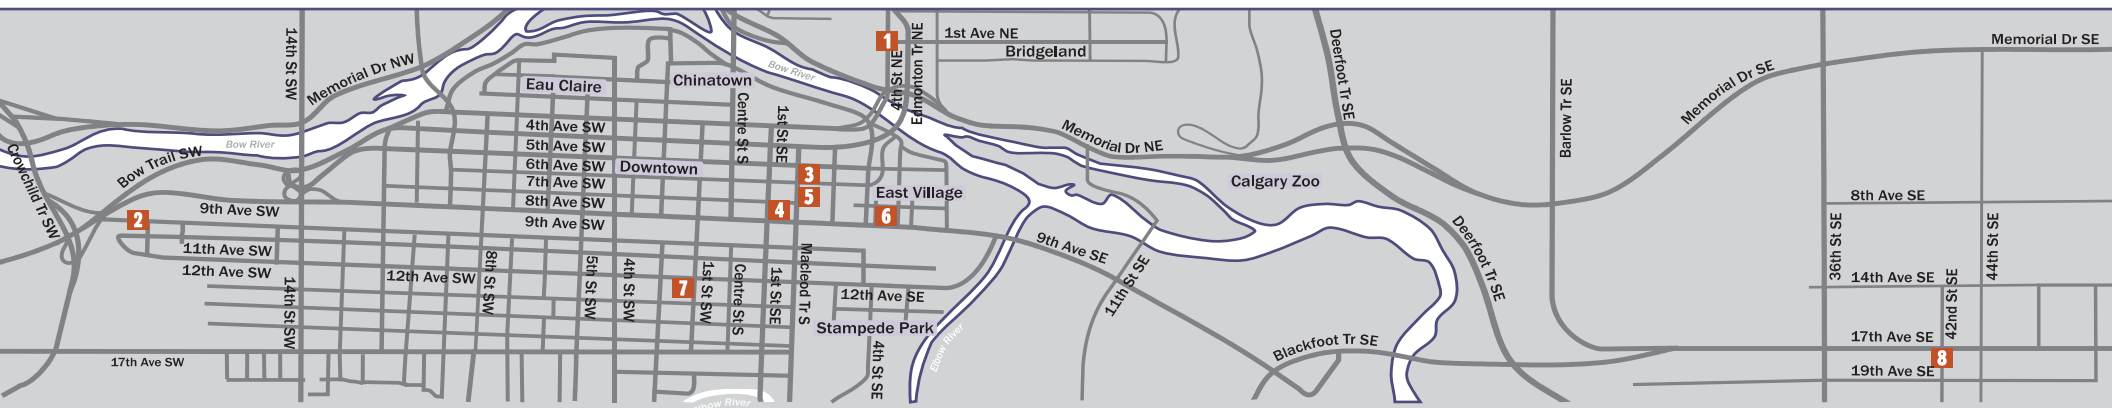 14th St SW
Memorial Dr NW
1
4th St NE
Edmonton Tr NE
1st Ave NE
Bridgeland
Deerfoot Tr SE
Barlow Tr SE
Memorial Dr SE
Memorial Dr SE
Bow River
Eau Claire
Chinatown
Centre St S
1st St SE
4th Ave SW
5th Ave SW
6th Ave SW
7th Ave SW
8th Ave SW
9th Ave SW
Downtown
3
5
4
East Village
6
Memorial Dr NE
Calgary Zoo
Bow River
Crowchild Tr SW
Bow Trail SW
2
9th Ave SW
11th Ave SW
12th Ave SW
12th Ave SW
14th St SW
8th St SW
5th St SW
4th St SW
7
1st St SW
Centre St S
1st St SE
Macleod Tr S
12th Ave SE
Stampede Park
4th St SE
Elbow River
9th Ave SE
11th St SE
Deerfoot Tr SE
Blackfoot Tr SE
8th Ave SE
36th St SE
44th St SE
14th Ave SE
42nd St SE
17th Ave SE
8
19th Ave SE
17th Ave SW
lbow River